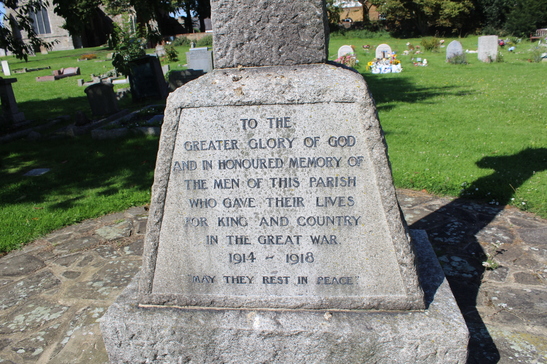 TO THE
GREATER GLORY OF GOD
AND IN HONOURED MEMORY OF
THE MEN OF THIS PARISH
WHO GAVE THEIR LIVES
FOR KING AND COUNTRY
IN THE GREAT WAR.
1914 - 1918
"MAY THEY REST IN PEACE"